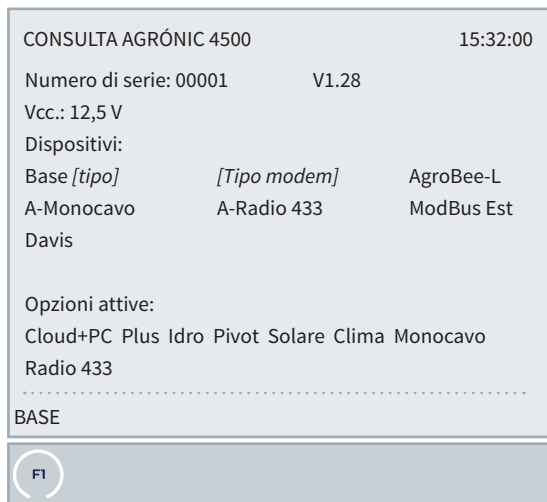 CONSULTA AGRÓNIC 4500 15:32:00
Numero di serie: 00001 V1.28
Vcc.: 12,5 V
Dispositivi:
Base [tipo] [Tipo modem] AgroBee-L
A-Monocavo A-Radio 433 ModBus Est
Davis
Opzioni attive:
Cloud+PC Plus Idro Pivot Solare Clima Monocavo
Radio 433
BASE
F1